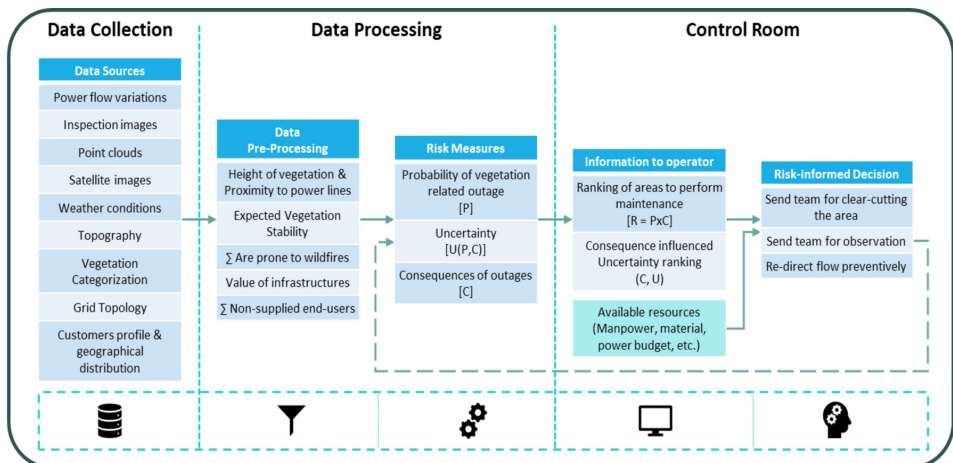 Data Collection
Data Processing
Control Room
Data Sources
Power flow variations
Inspection images
Point clouds
Satellite images
Weather conditions
Topography
Vegetation
Categorization
Grid Topology
Customers profile &
geographical
distribution
Data
Pre-Processing
Height of vegetation &
Proximity to power lines
Expected Vegetation
Stability
∑ Are prone to wildfires
Value of infrastructures
∑ Non-supplied end-users
Risk Measures
Probability of vegetation
related outage
[P]
Uncertainty
[U(P,C)]
Consequences of outages
[C]
Information to operator
Ranking of areas to perform
maintenance
[R = PxC]
Consequence influenced
Uncertainty ranking
(C, U)
Available resources
(Manpower, material,
power budget, etc.)
Risk-informed Decision
Send team for clear-cutting
the area
Send team for observation
Re-direct flow preventively